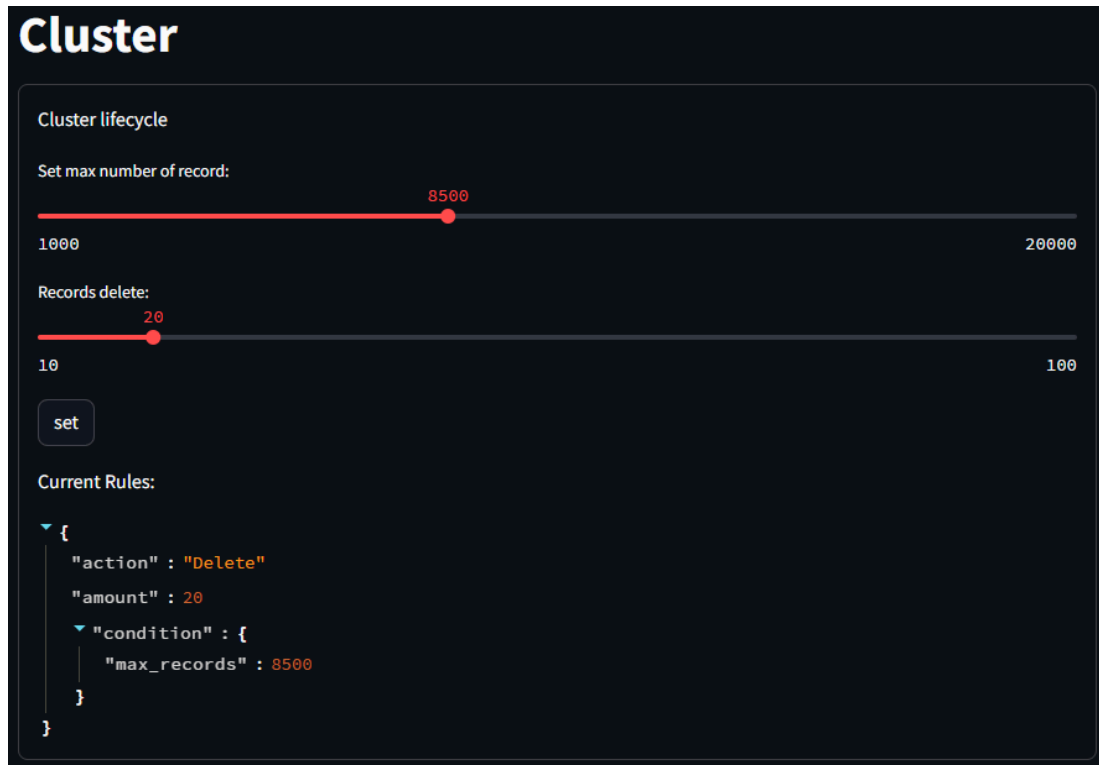 Cluster
Cluster lifecycle
Set max number of record:
8500
1000 20000
Records delete:
20
10 100
set
Current Rules:
{
"action" : "Delete"
"amount" : 20
"condition" : {
"max_records" : 8500
}
}